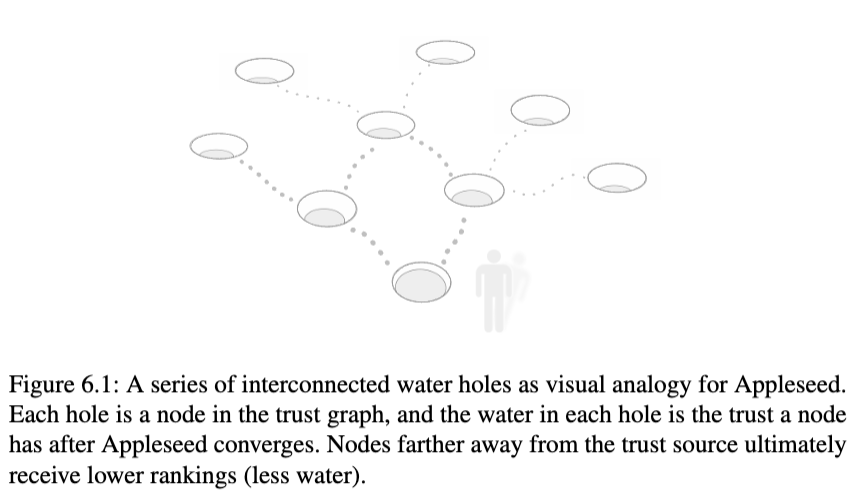 Figure 6.1: A series of interconnected water holes as visual analogy for Appleseed.
Each hole is a node in the trust graph, and the water in each hole is the trust a node
has after Appleseed converges. Nodes farther away from the trust source ultimately
receive lower rankings (less water).